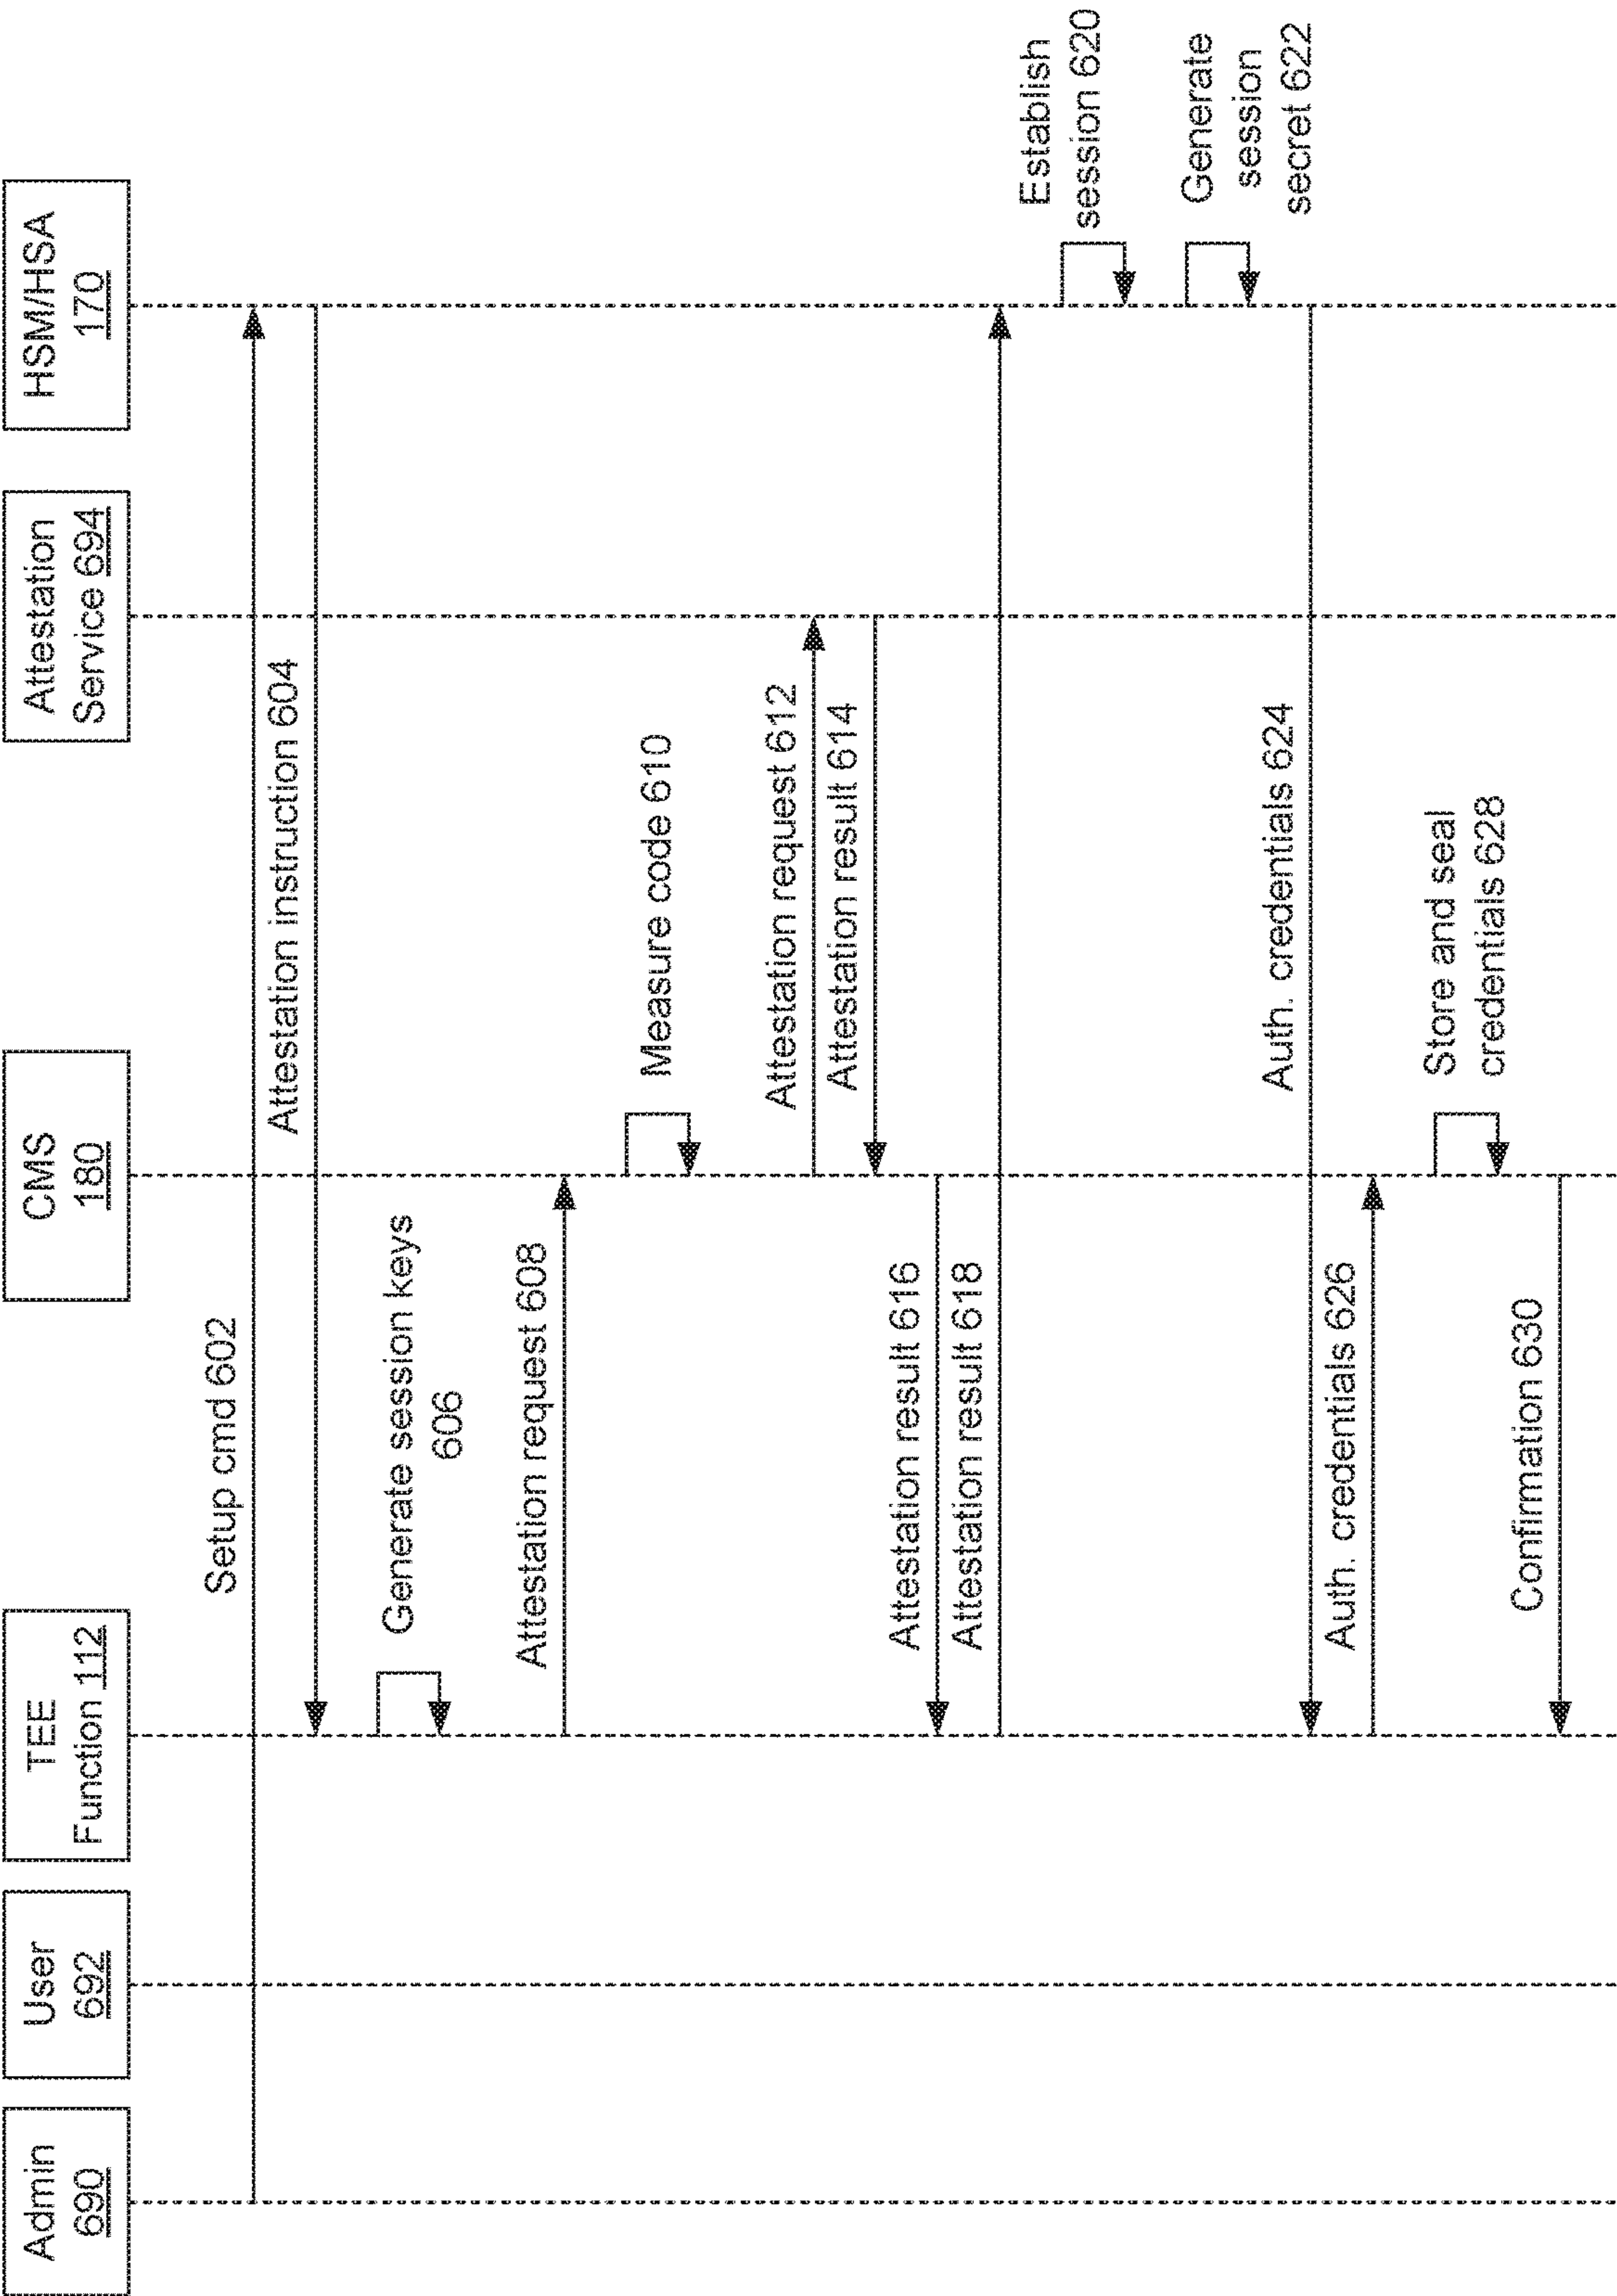 Admin
690
User
692
TEE
Function 112
CMS
180
Attestation
Service 694
HSM/HSA
170
Setup cmd 602
Attestation instruction 604
Generate session keys
606
Attestation request 608
Measure code 610
Attestation request 612
Attestation result 614
Attestation result 616
Attestation result 618
Establish
session 620
Generate
session
secret 622
Auth. credentials 624
Auth. credentials 626
Store and seal
credentials 628
Confirmation 630